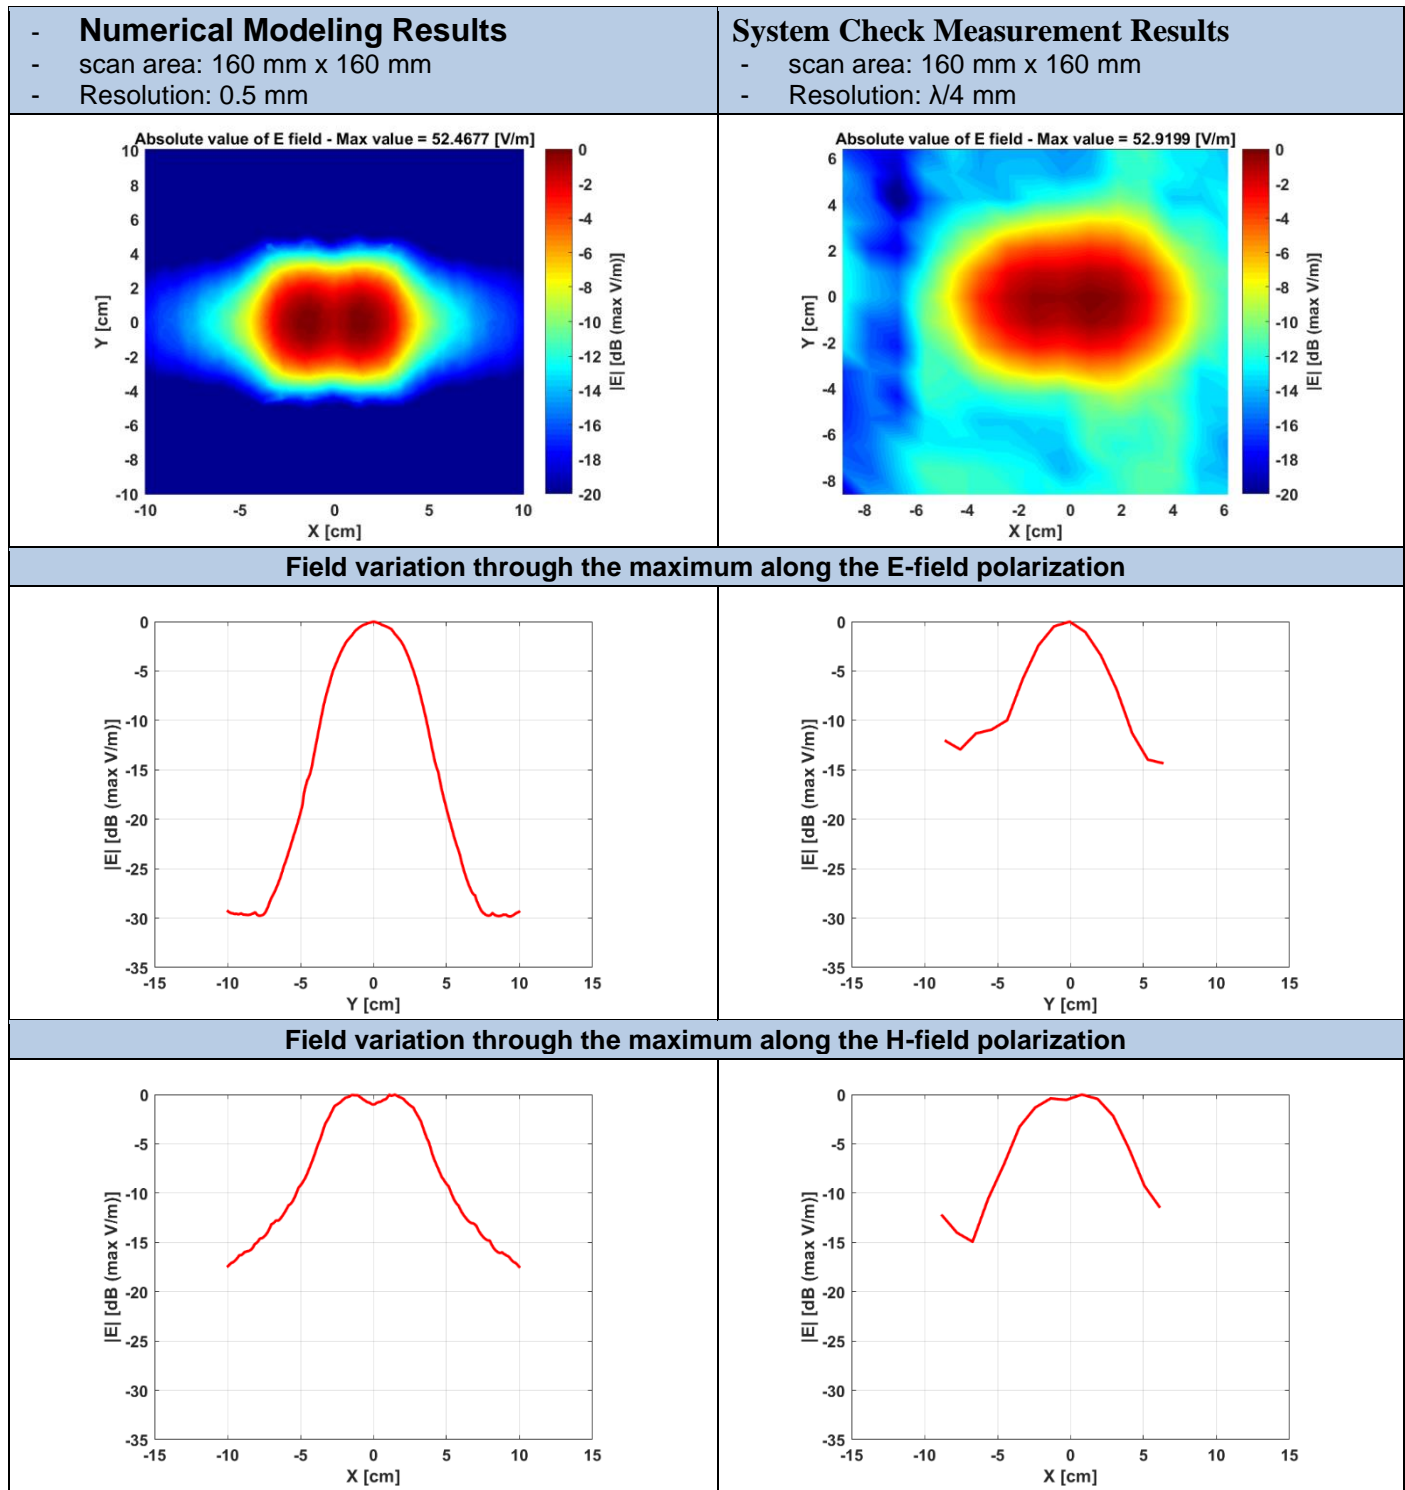 - Numerical Modeling Results
- scan area: 160 mm x 160 mm
- Resolution: 0.5 mm
System Check Measurement Results
- scan area: 160 mm x 160 mm
- Resolution: λ/4 mm
Absolute value of E field - Max value = 52.4677 [V/m]
10
8
6
4
2
0
-2
-4
-6
-8
-10
Y [cm]
-10 -5 0 5 10
X [cm]
0
-2
-4
-6
-8
-10
-12
-14
-16
-18
-20
|E| [dB (max V/m)]
Absolute value of E field - Max value = 52.9199 [V/m]
6
4
2
0
-2
-4
-6
-8
Y [cm]
-8 -6 -4 -2 0 2 4 6
X [cm]
0
-2
-4
-6
-8
-10
-12
-14
-16
-18
-20
|E| [dB (max V/m)]
Field variation through the maximum along the E-field polarization
0
-5
-10
-15
-20
-25
-30
-35
|E| [dB (max V/m)]
-15 -10 -5 0 5 10 15
Y [cm]
0
-5
-10
-15
-20
-25
-30
-35
|E| [dB (max V/m)]
-15 -10 -5 0 5 10 15
Y [cm]
Field variation through the maximum along the H-field polarization
0
-5
-10
-15
-20
-25
-30
-35
|E| [dB (max V/m)]
-15 -10 -5 0 5 10 15
X [cm]
0
-5
-10
-15
-20
-25
-30
-35
|E| [dB (max V/m)]
-15 -10 -5 0 5 10 15
X [cm]